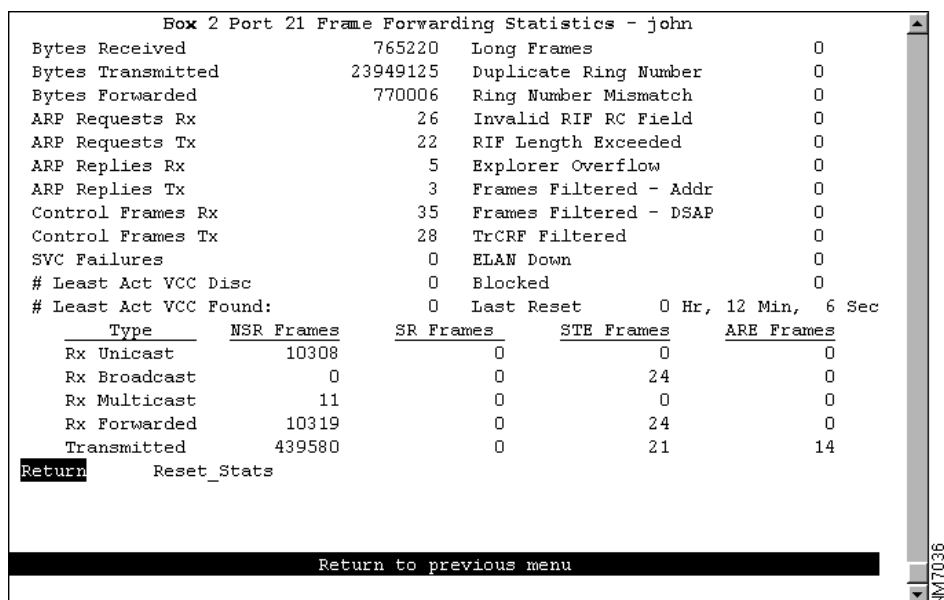 Box 2 Port 21 Frame Forwarding Statistics - john
Bytes Received 765220 Long Frames 0
Bytes Transmitted 23949125 Duplicate Ring Number 0
Bytes Forwarded 770006 Ring Number Mismatch 0
ARP Requests Rx 26 Invalid RIF RC Field 0
ARP Requests Tx 22 RIF Length Exceeded 0
ARP Replies Rx 5 Explorer Overflow 0
ARP Replies Tx 3 Frames Filtered - Addr 0
Control Frames Rx 35 Frames Filtered - DSAP 0
Control Frames Tx 28 TrCRF Filtered 0
SVC Failures 0 ELAN Down 0
# Least Act VCC Disc 0 Blocked 0
# Least Act VCC Found: 0 Last Reset 0 Hr, 12 Min, 6 Sec
Type NSR Frames SR Frames STE Frames ARE Frames
Rx Unicast 10308 0 0 0
Rx Broadcast 0 0 24 0
Rx Multicast 11 0 0 0
Rx Forwarded 10319 0 24 0
Transmitted 439580 0 21 14
Return Reset_Stats
Return to previous menu
NM7036